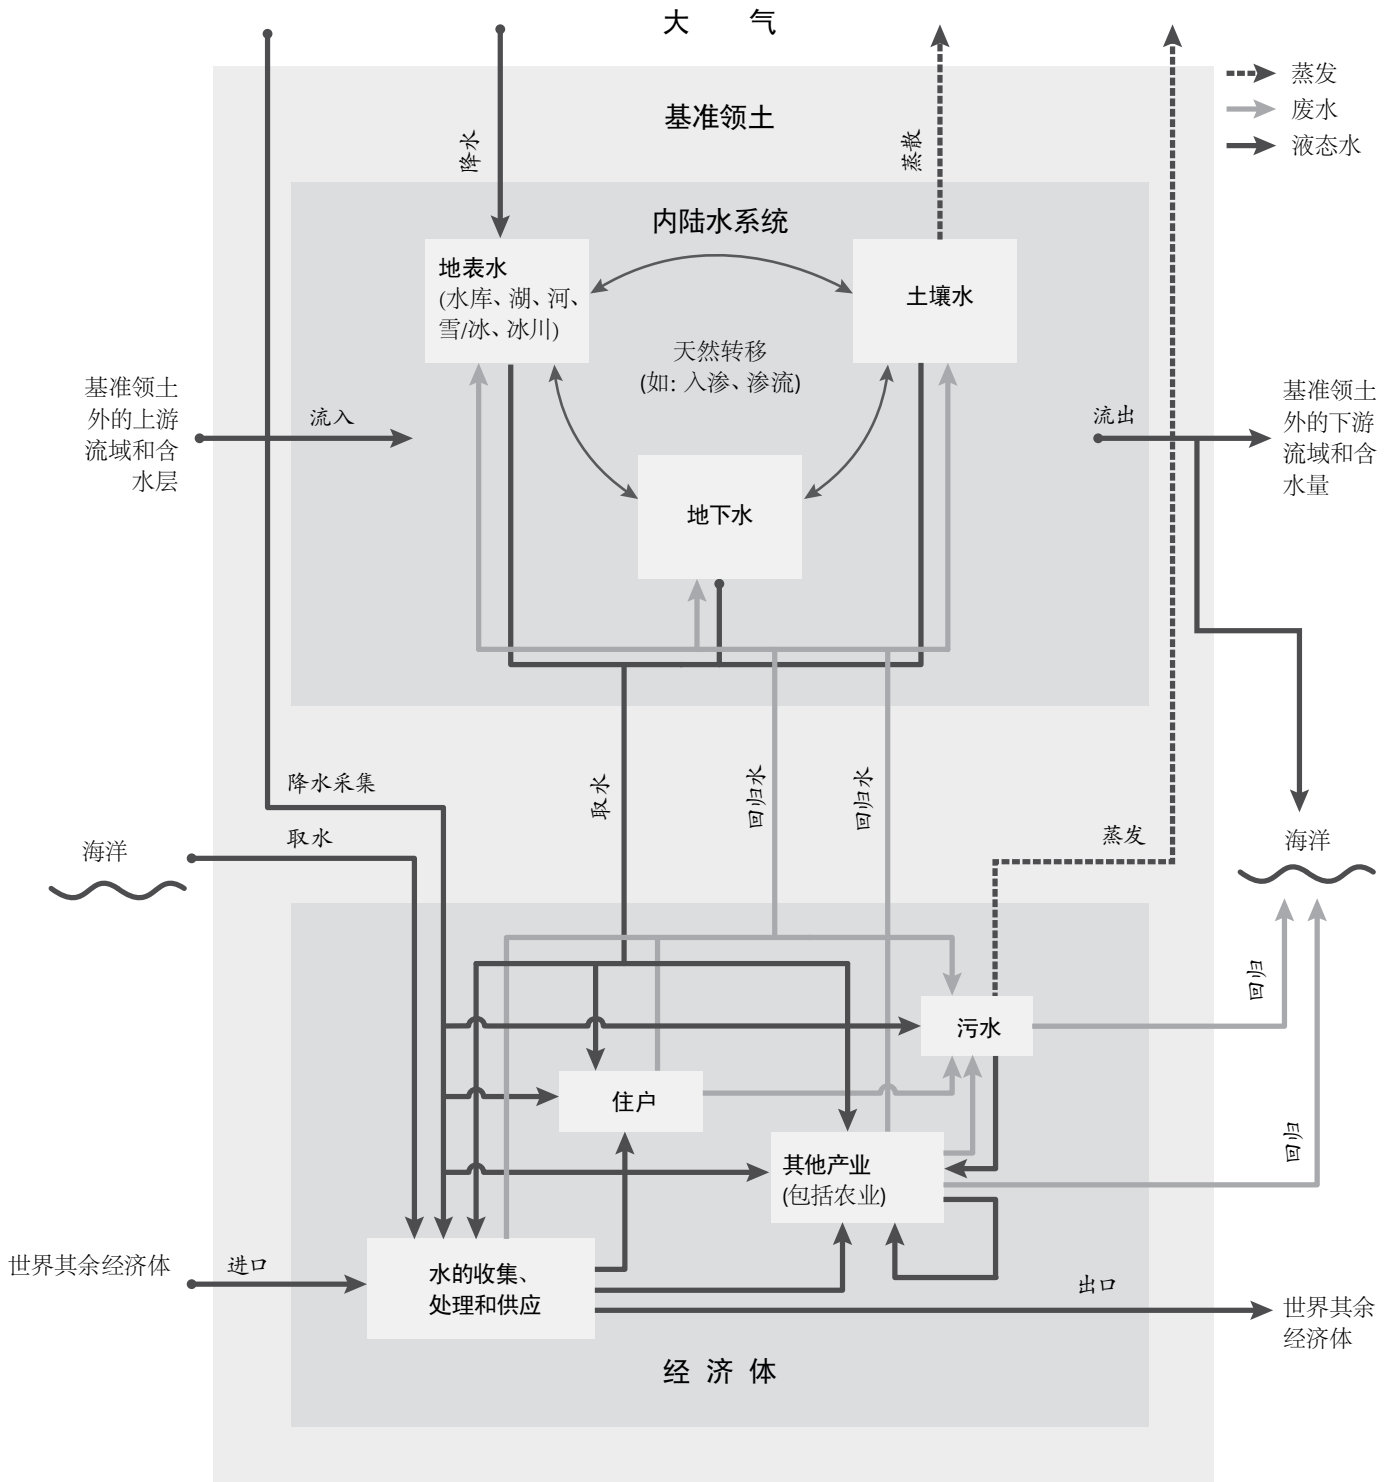 大 气
蒸发
废水
液态水
基准领土
降水
蒸散
内陆水系统
地表水
(水库、湖、河、
雪/冰、冰川)
土壤水
天然转移
(如: 入渗、渗流)
基准领土
外的上游
流域和含
水层
流入
流出
基准领土
外的下游
流域和含
水量
地下水
降水采集
取水
海洋
取水
回归水
回归水
蒸发
海洋
回归
污水
住户
回归
其他产业
(包括农业)
世界其余经济体
进口
水的收集、
处理和供应
出口
世界其余
经济体
经 济 体